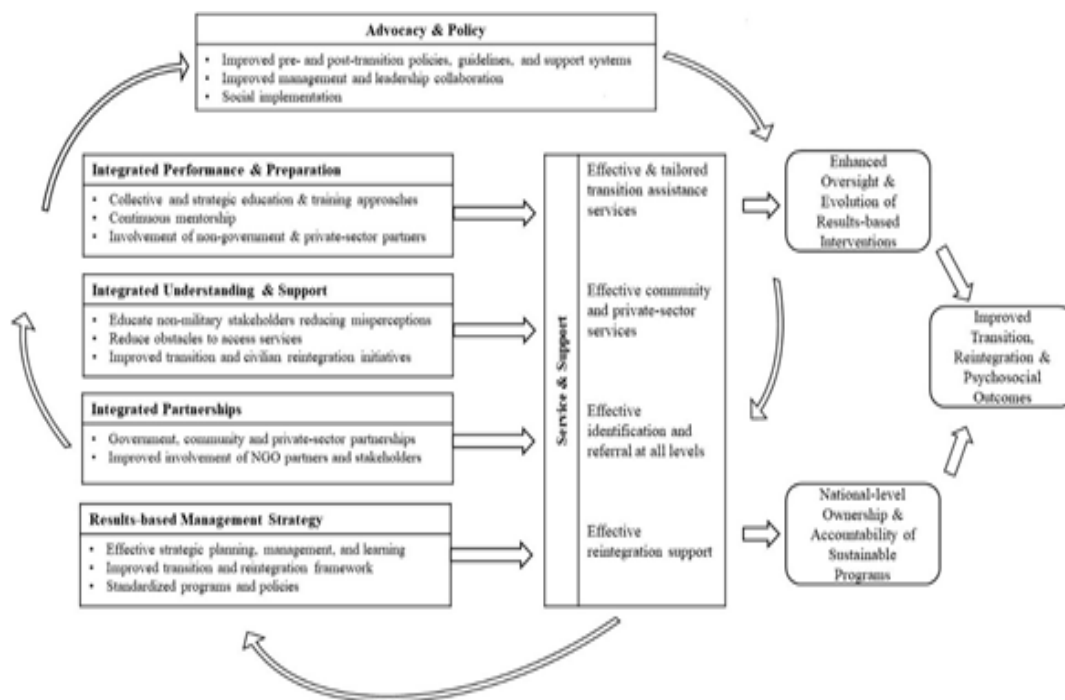 Advocacy & Policy
• Improved pre- and post-transition policies, guidelines, and support systems
• Improved management and leadership collaboration
• Social implementation
Integrated Performance & Preparation
• Collective and strategic education & training approaches
• Continuous mentorship
• Involvement of non-government & private-sector partners
Integrated Understanding & Support
• Educate non-military stakeholders reducing misperceptions
• Reduce obstacles to access services
• Improved transition and civilian reintegration initiatives
Integrated Partnerships
• Government, community and private-sector partnerships
• Improved involvement of NGO partners and stakeholders
Results-based Management Strategy
• Effective strategic planning, management, and learning
• Improved transition and reintegration framework
• Standardized programs and policies
Service & Support
Effective & tailored
transition assistance
services
Effective community
and private-sector
services
Effective
identification and
referral at all levels
Effective
reintegration support
Enhanced
Oversight &
Evolution of
Results-based
Interventions
National-level
Ownership &
Accountability of
Sustainable
Programs
Improved
Transition,
Reintegration &
Psychosocial
Outcomes